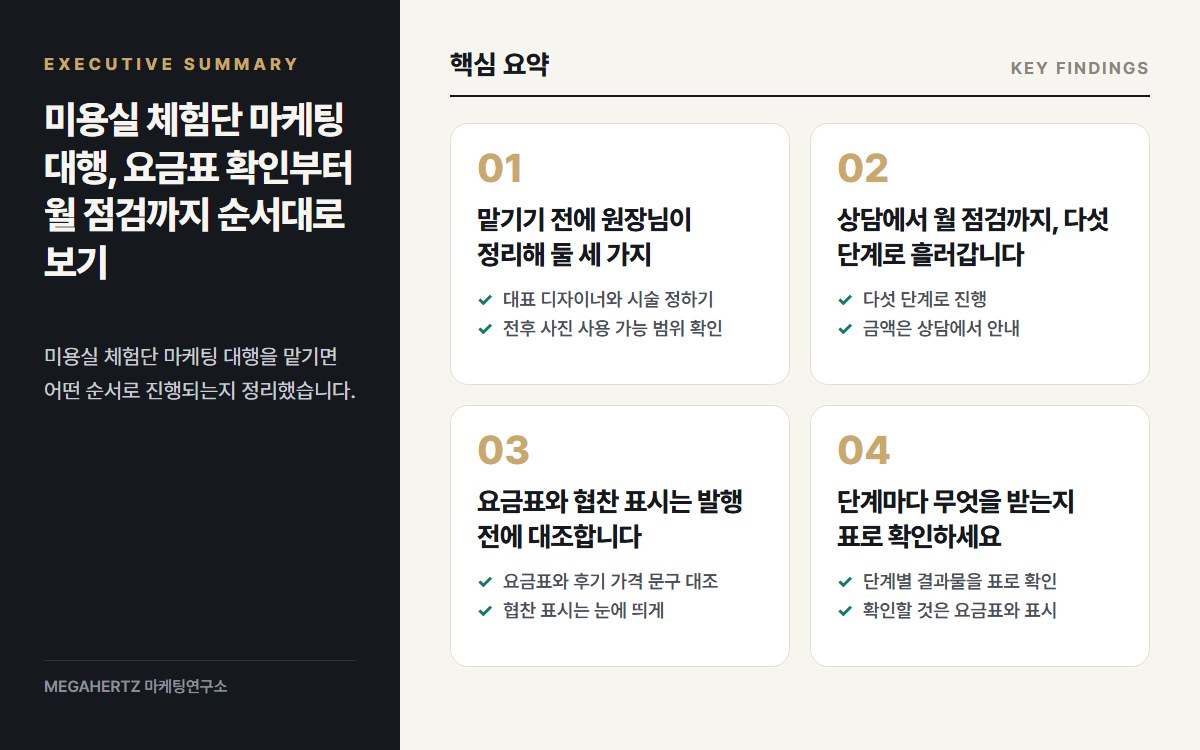 EXECUTIVE SUMMARY
미용실 체험단 마케팅
대행, 요금표 확인부터
월 점검까지 순서대로
보기
미용실 체험단 마케팅 대행을 맡기면
어떤 순서로 진행되는지 정리했습니다.
MEGAHERTZ 마케팅연구소
핵심 요약
KEY FINDINGS
01
맡기기 전에 원장님이
정리해 둘 세 가지
✓ 대표 디자이너와 시술 정하기
✓ 전후 사진 사용 가능 범위 확인
02
상담에서 월 점검까지, 다섯
단계로 흘러갑니다
✓ 다섯 단계로 진행
✓ 금액은 상담에서 안내
03
요금표와 협찬 표시는 발행
전에 대조합니다
✓ 요금표와 후기 가격 문구 대조
✓ 협찬 표시는 눈에 띄게
04
단계마다 무엇을 받는지
표로 확인하세요
✓ 단계별 결과물을 표로 확인
✓ 확인할 것은 요금표와 표시